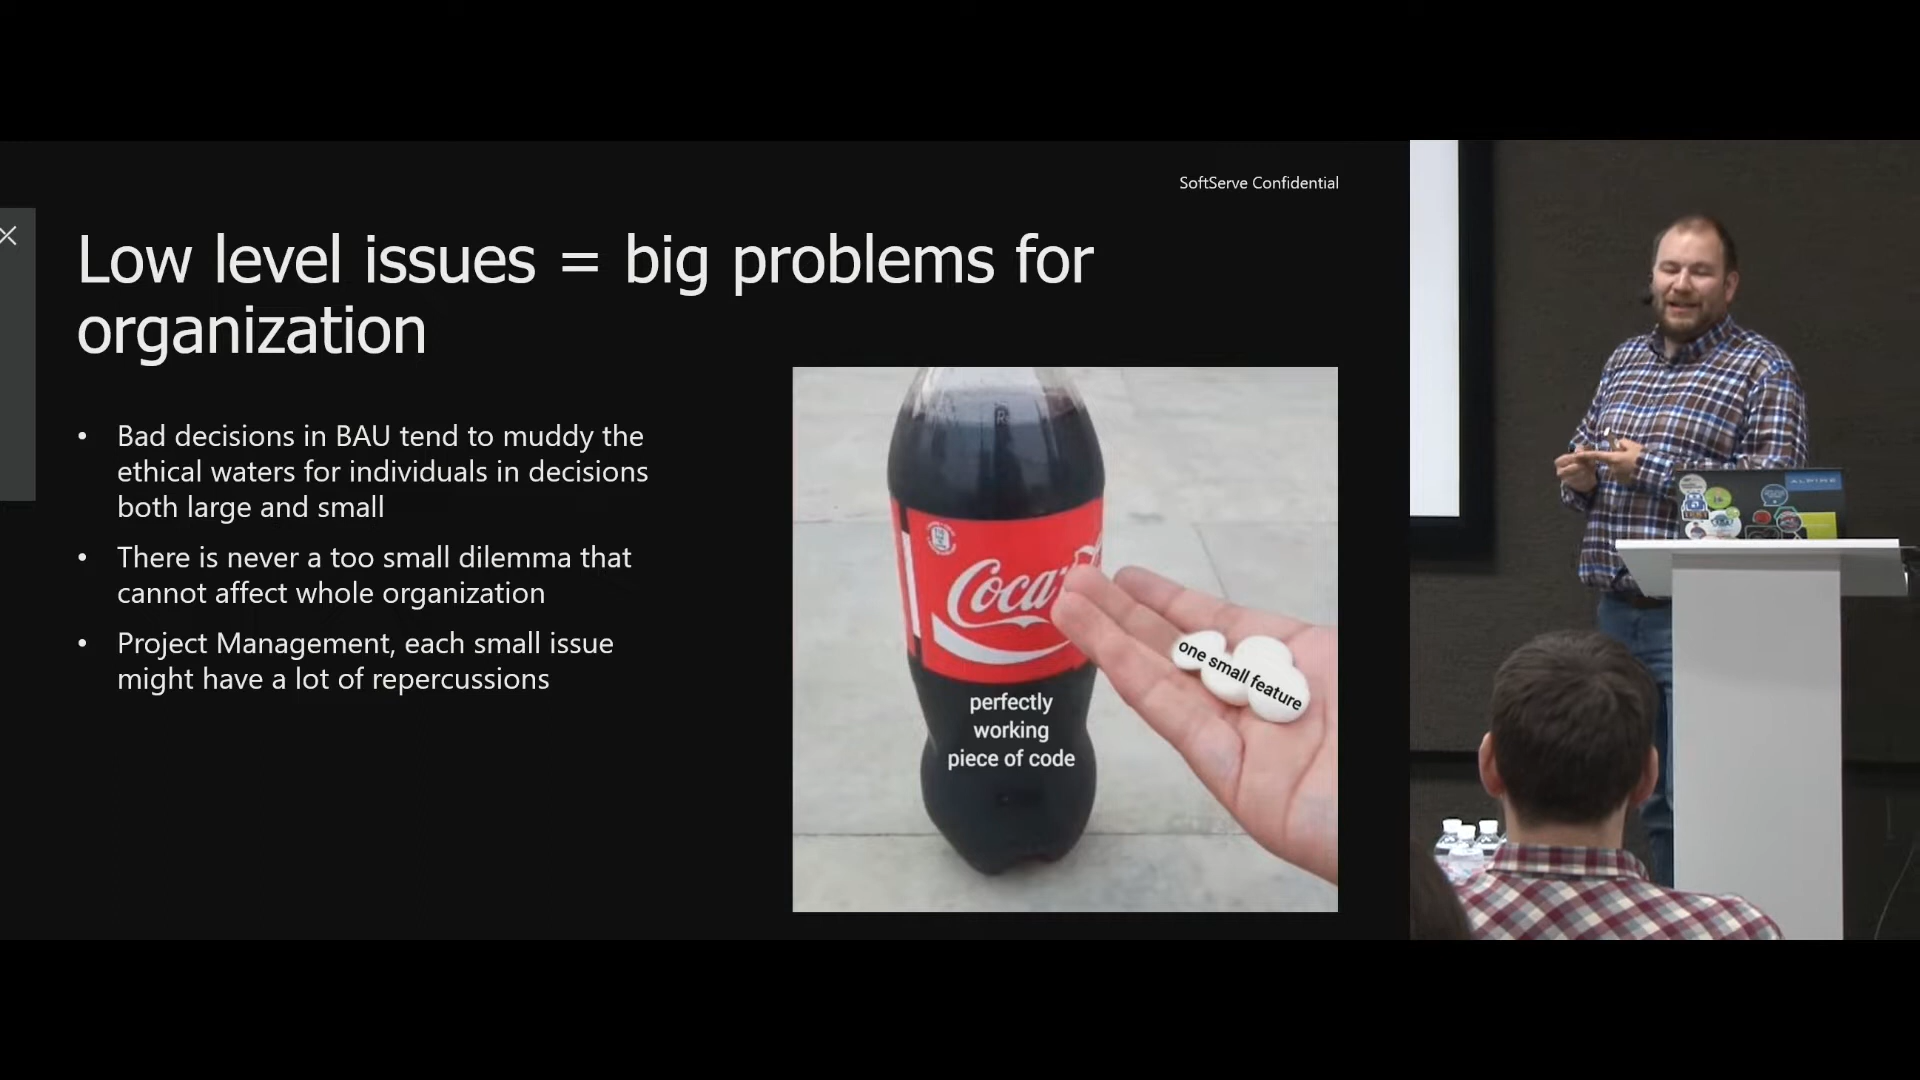 SoftServe Confidential
Low level issues = big problems for
organization
• Bad decisions in BAU tend to muddy the
ethical waters for individuals in decisions
both large and small
• There is never a too small dilemma that
cannot affect whole organization
• Project Management, each small issue
might have a lot of repercussions
Coca-
perfectly
working
piece of code
one small feature
ALPINE